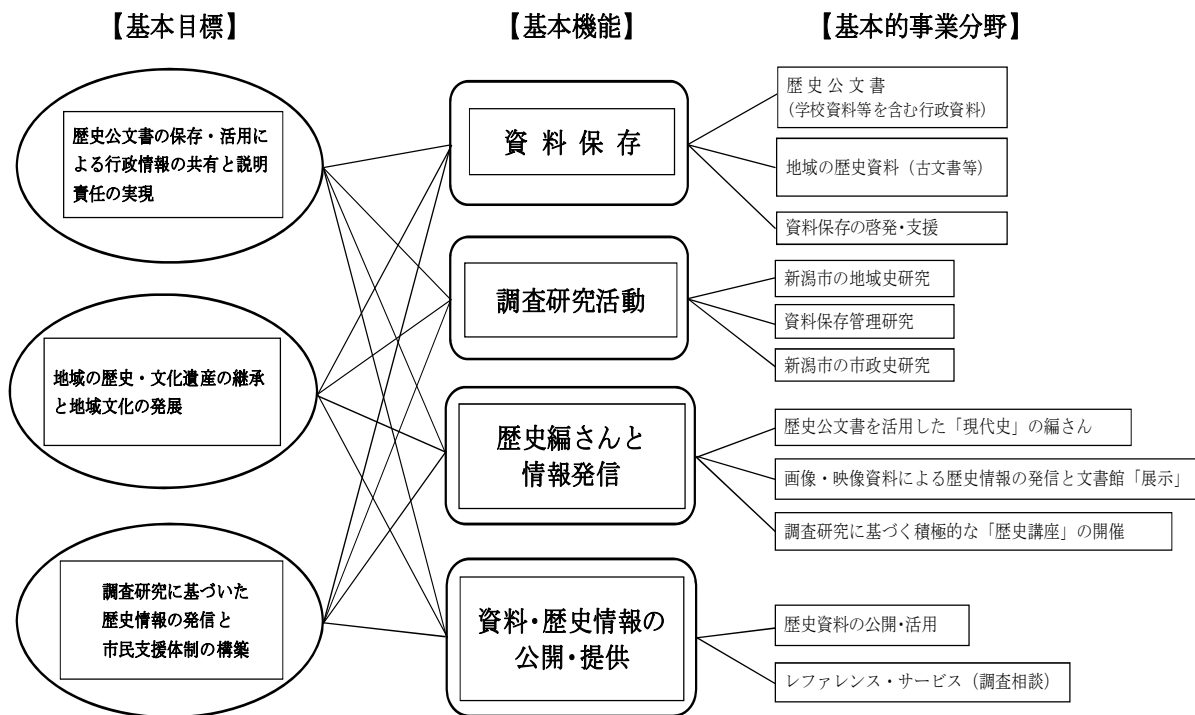 【基本目標】
【基本機能】
【基本的事業分野】
歴史公文書の保存・活用に
よる行政情報の共有と説明
責任の実現
地域の歴史・文化遺産の継承
と地域文化の発展
調査研究に基づいた
歴史情報の発信と
市民支援体制の構築
資料保存
調査研究活動
歴史編さんと
情報発信
資料・歴史情報の
公開・提供
歴史公文書
(学校資料等を含む行政資料)
地域の歴史資料（古文書等）
資料保存の啓発・支援
新潟市の地域史研究
資料保存管理研究
新潟市の市政史研究
歴史公文書を活用した「現代史」の編さん
画像・映像資料による歴史情報の発信と文書館「展示」
調査研究に基づく積極的な「歴史講座」の開催
歴史資料の公開・活用
レファレンス・サービス（調査相談）